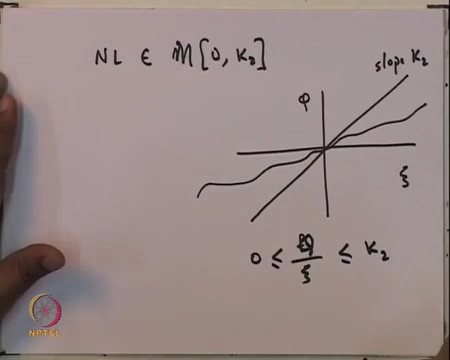 NL ∈ M[0, K₂]
slope K₂
φ
ξ
0 ≤ φ/ξ ≤ K₂
NPTEL